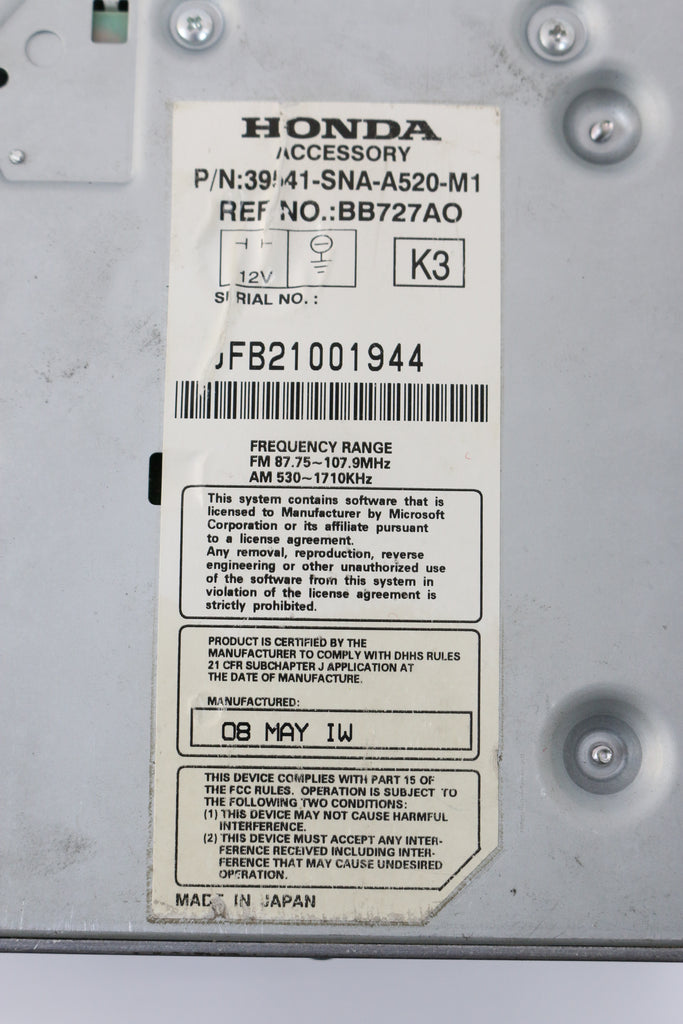 HONDA
ACCESSORY
P/N:39541-SNA-A520-M1
REF NO.:BB727AO
12V
K3
SERIAL NO. :
JFB21001944
FREQUENCY RANGE
FM 87.75~107.9MHz
AM 530~1710KHz
This system contains software that is
licensed to Manufacturer by Microsoft
Corporation or its affiliate pursuant
to a license agreement.
Any removal, reproduction, reverse
engineering or other unauthorized use
of the software from this system in
violation of the license agreement is
strictly prohibited.
PRODUCT IS CERTIFIED BY THE
MANUFACTURER TO COMPLY WITH DHHS RULES
21 CFR SUBCHAPTER J APPLICATION AT
THE DATE OF MANUFACTURE.
MANUFACTURED:
08 MAY IW
THIS DEVICE COMPLIES WITH PART 15 OF
THE FCC RULES. OPERATION IS SUBJECT TO
THE FOLLOWING TWO CONDITIONS:
(1) THIS DEVICE MAY NOT CAUSE HARMFUL
INTERFERENCE.
(2) THIS DEVICE MUST ACCEPT ANY INTER-
FERENCE RECEIVED INCLUDING INTER-
FERENCE THAT MAY CAUSE UNDESIRED
OPERATION.
MADE IN JAPAN